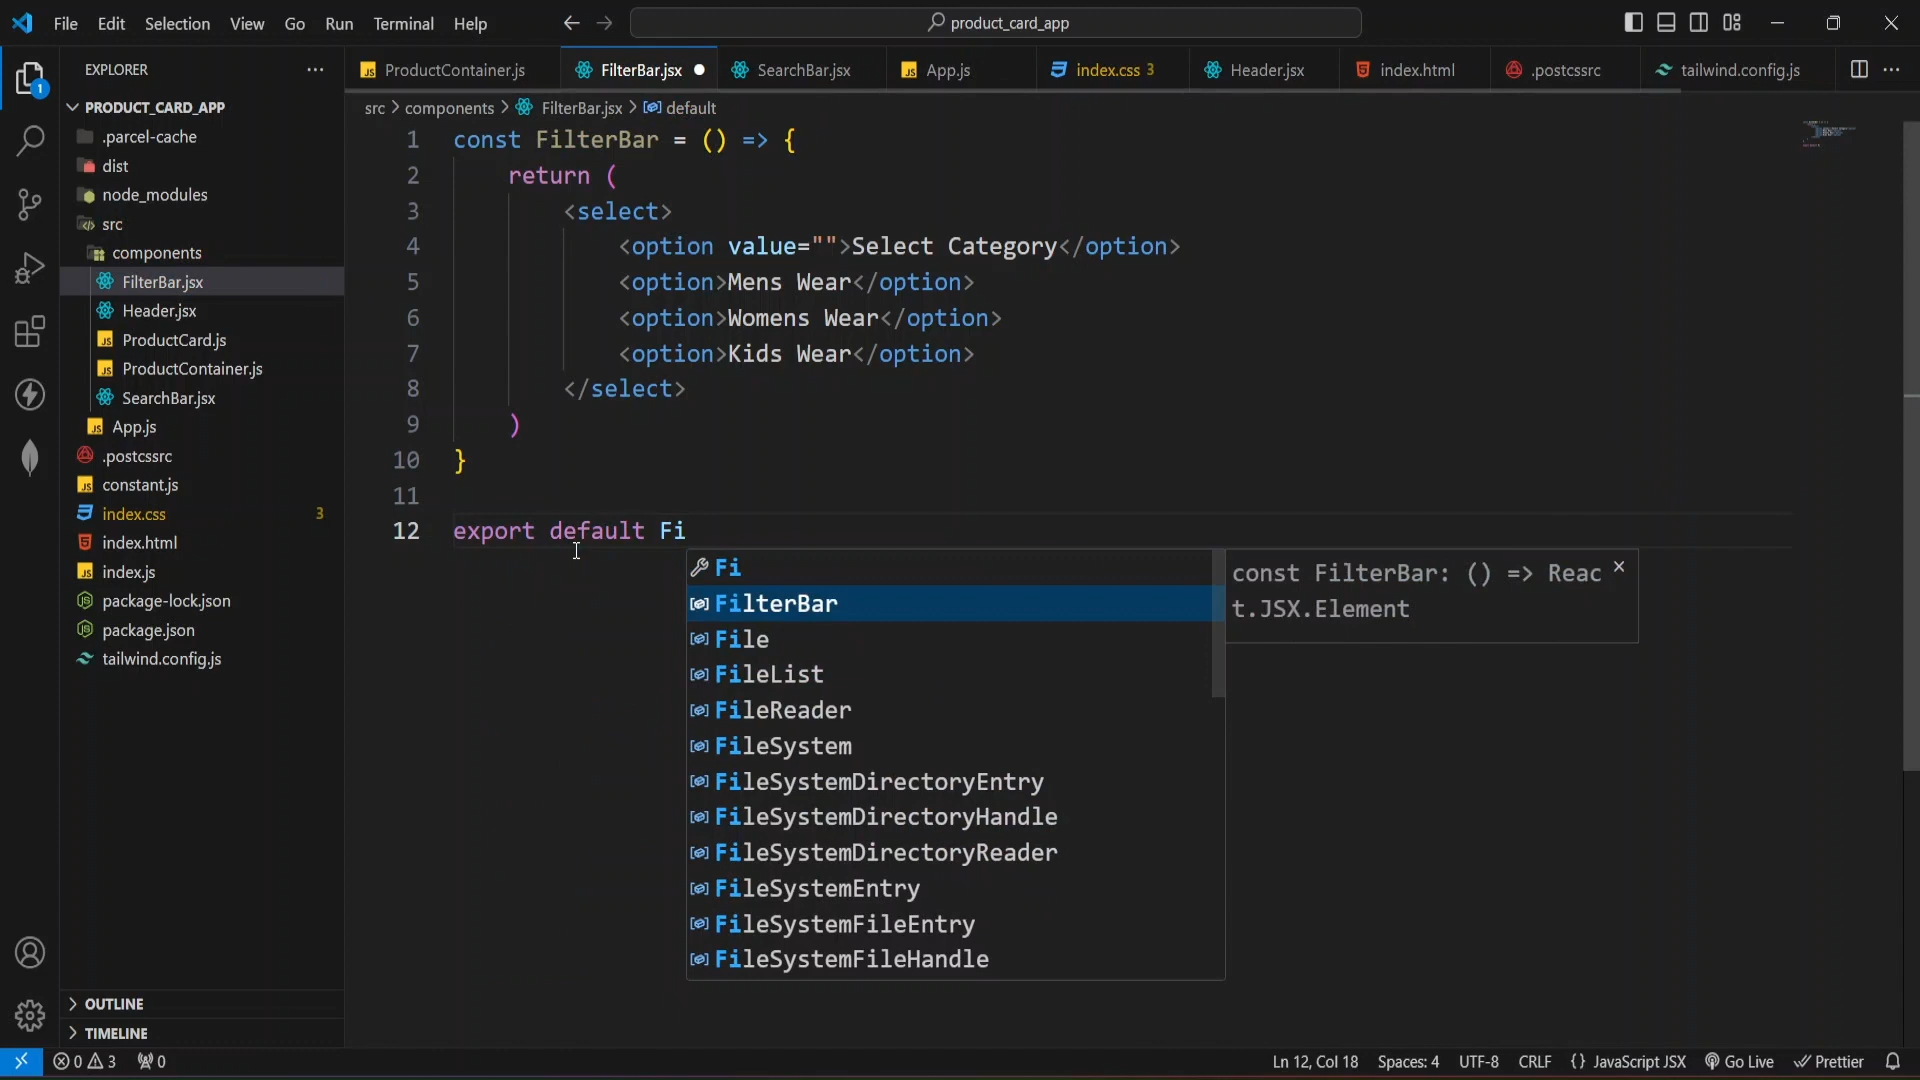 File Edit Selection View Go Run Terminal Help
product_card_app
EXPLORER
PRODUCT_CARD_APP
.parcel-cache
dist
node_modules
src
components
FilterBar.jsx
Header.jsx
ProductCard.js
ProductContainer.js
SearchBar.jsx
App.js
.postcssrc
constant.js
index.css 3
index.html
index.js
package-lock.json
package.json
tailwind.config.js
OUTLINE
TIMELINE
1
ProductContainer.js FilterBar.jsx SearchBar.jsx App.js index.css 3 Header.jsx index.html .postcssrc tailwind.config.js
src > components > FilterBar.jsx > default
1 const FilterBar = () => {
2 return (
3 <select>
4 <option value="">Select Category</option>
5 <option>Mens Wear</option>
6 <option>Womens Wear</option>
7 <option>Kids Wear</option>
8 </select>
9 )
10 }
11
12 export default Fi
Fi
FilterBar
File
FileList
FileReader
FileSystem
FileSystemDirectoryEntry
FileSystemDirectoryHandle
FileSystemDirectoryReader
FileSystemEntry
FileSystemFileEntry
FileSystemFileHandle
const FilterBar: () => Reac
t.JSX.Element
0 3 0 Ln 12, Col 18 Spaces: 4 UTF-8 CRLF {} JavaScript JSX Go Live Prettier